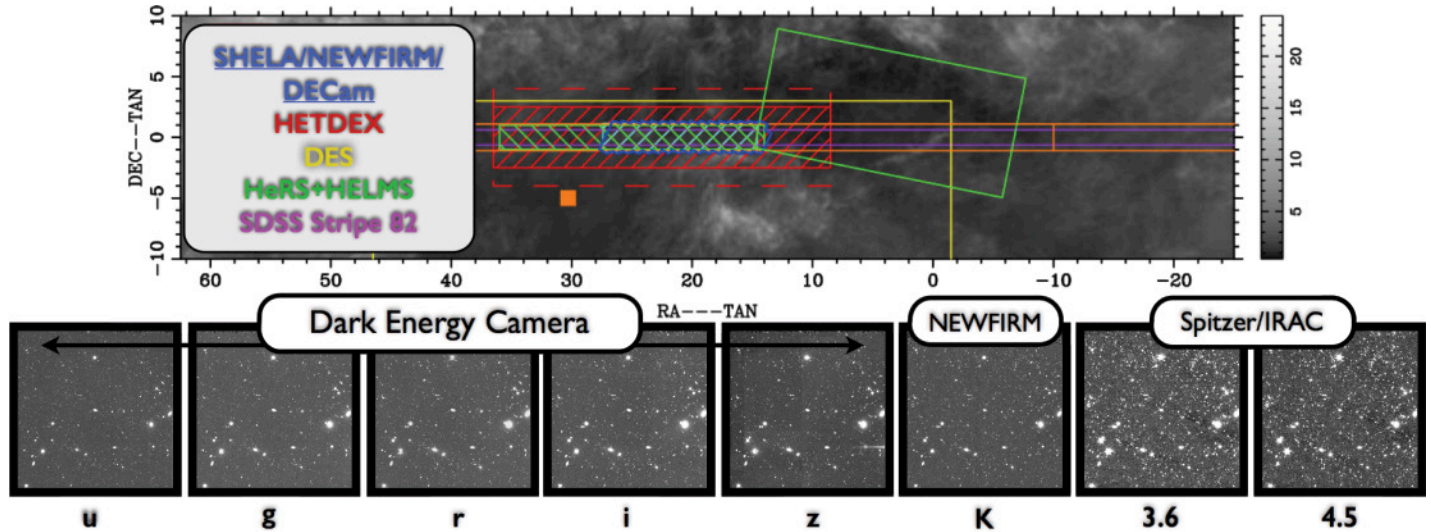 SHELA/NEWFIRM/
DECam
HETDEX
DES
HeRS+HELMS
SDSS Stripe 82
DEC---TAN
10
5
0
−5
−10
60
50
40
30
20
10
0
−10
−20
RA---TAN
20
15
10
5
Dark Energy Camera
NEWFIRM
Spitzer/IRAC
u
g
r
i
z
K
3.6
4.5